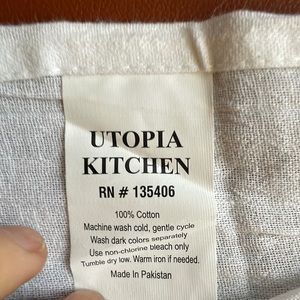 UTOPIA
KITCHEN
RN # 135406
100% Cotton
Machine wash cold, gentle cycle
Wash dark colors separately
Use non-chlorine bleach only
Tumble dry low. Warm iron if needed.
Made In Pakistan